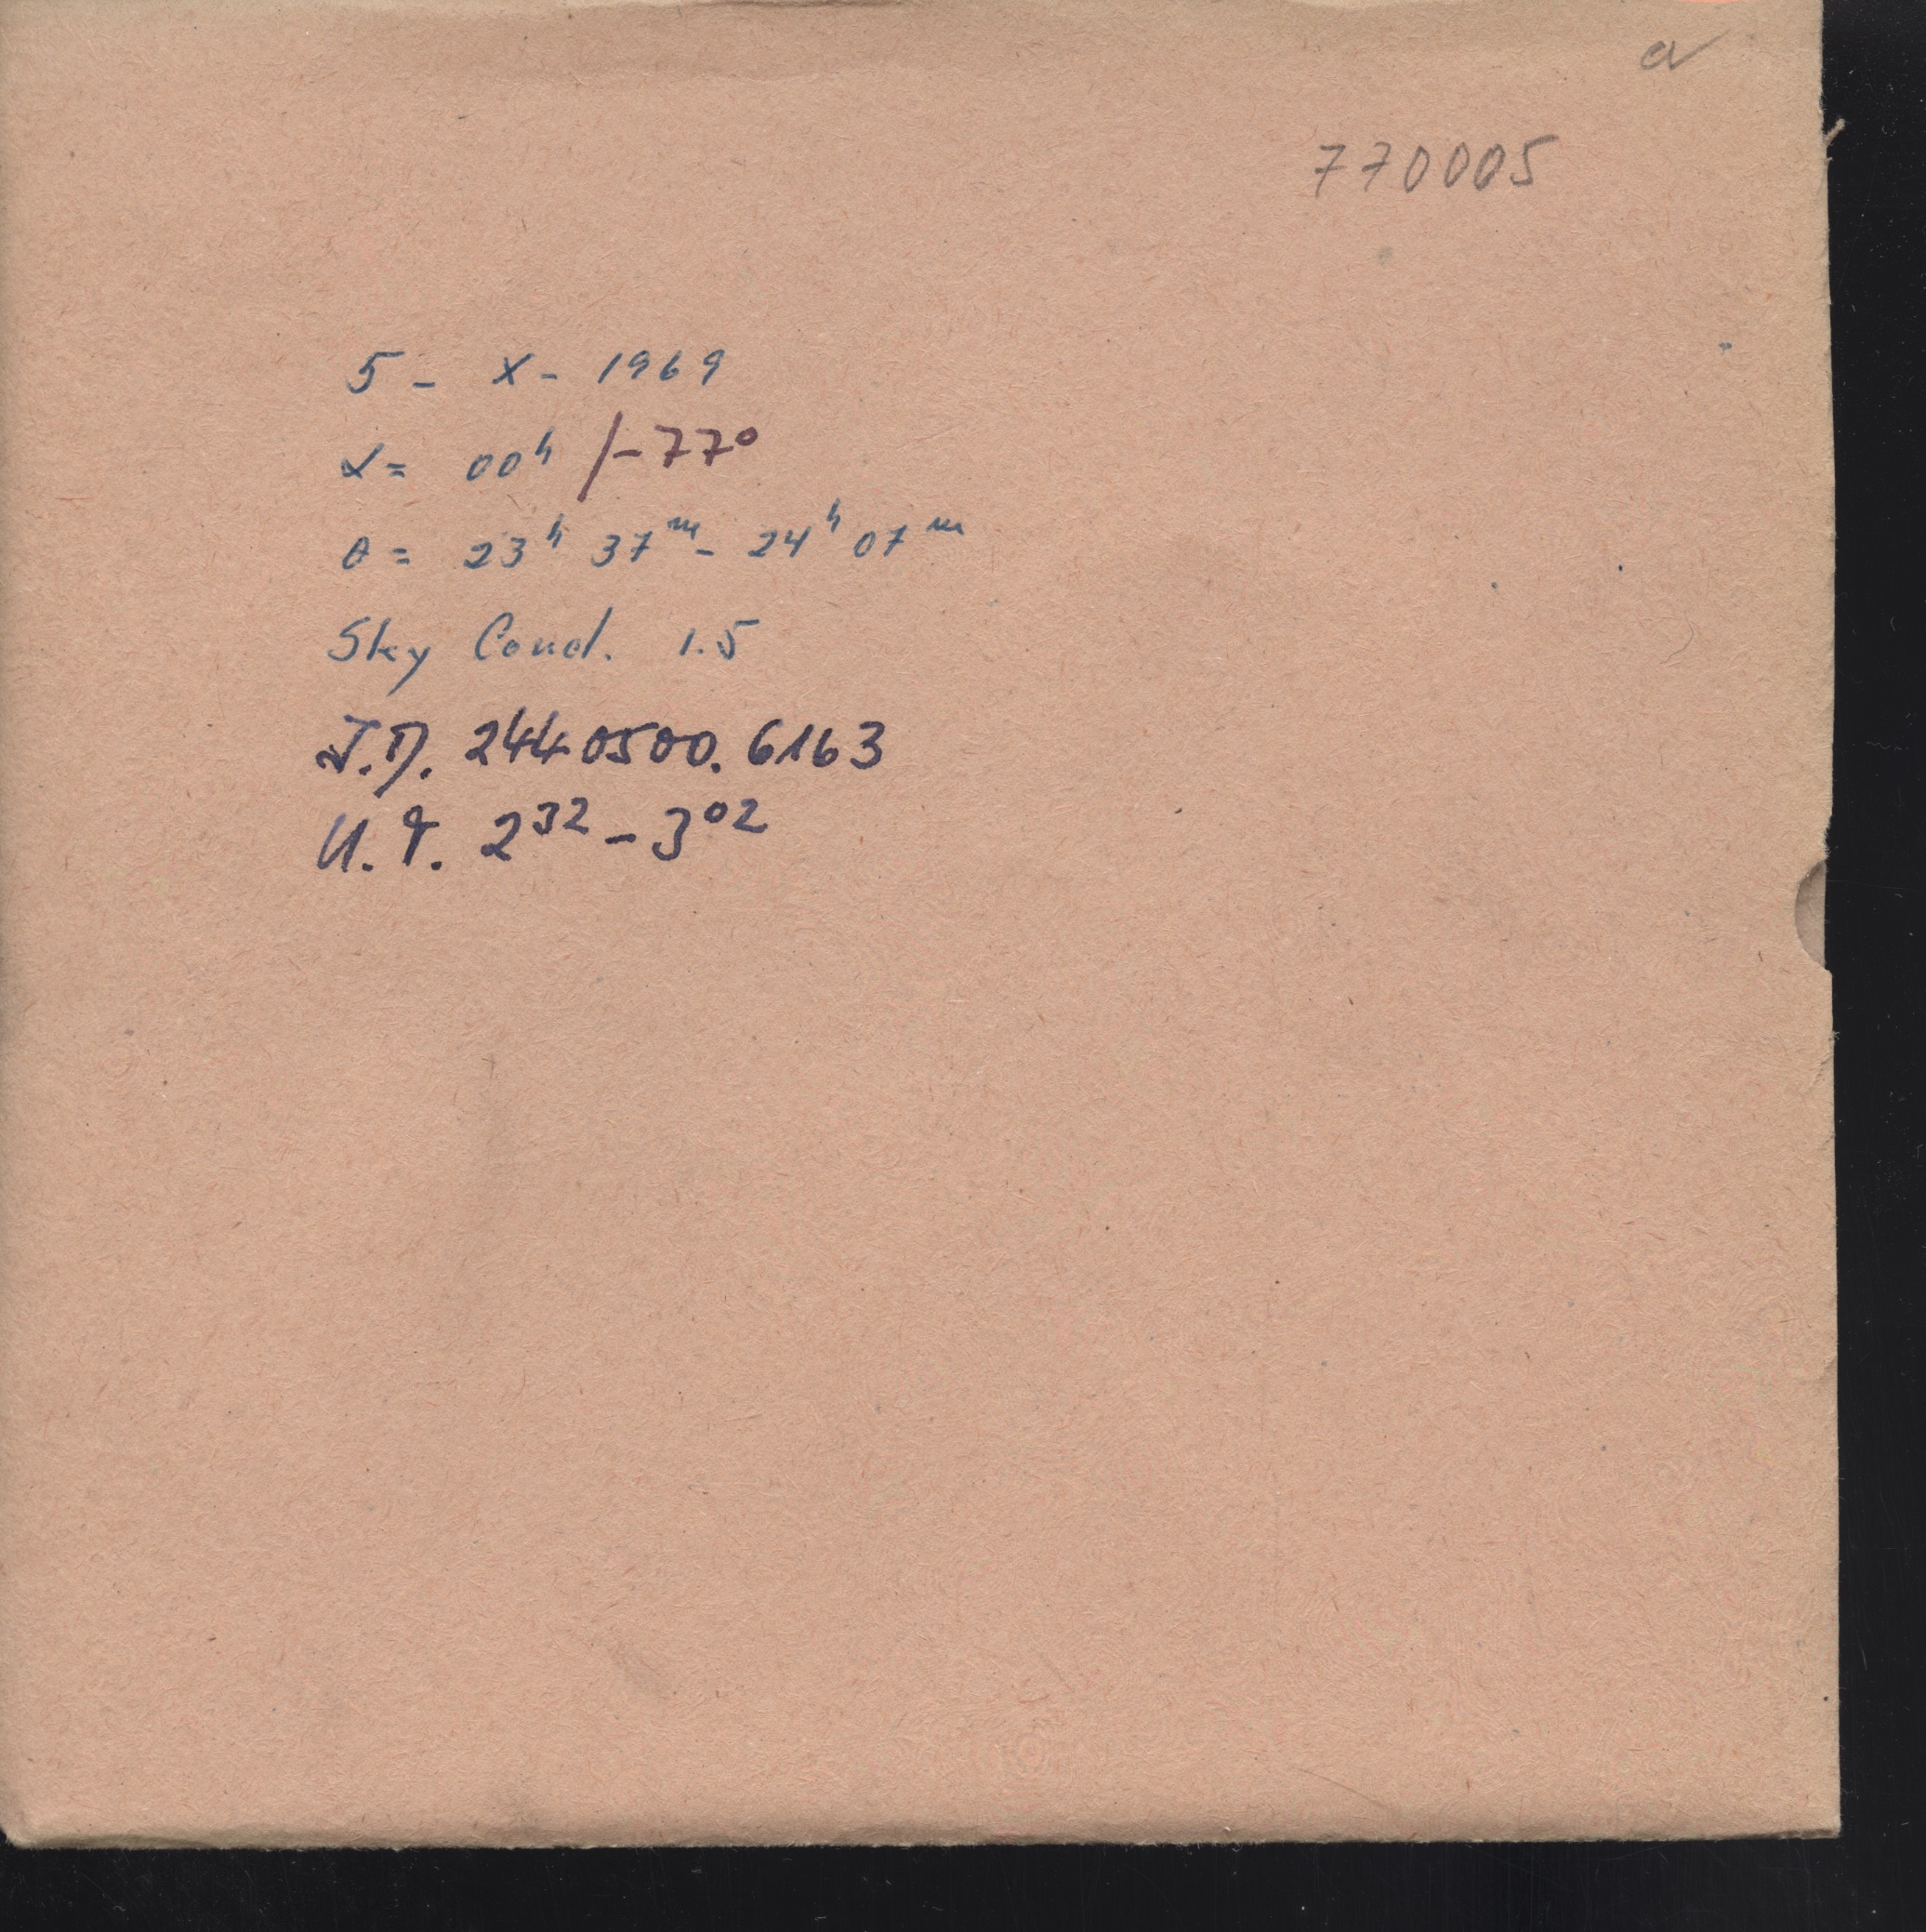 a
770005
5 - X - 1969
α = 00ʰ /-77°
θ = 23ʰ 37ᵐ - 24ʰ 07ᵐ
Sky Cond. 1.5
J.D. 2440500.6163
U.T. 2³² - 3⁰²